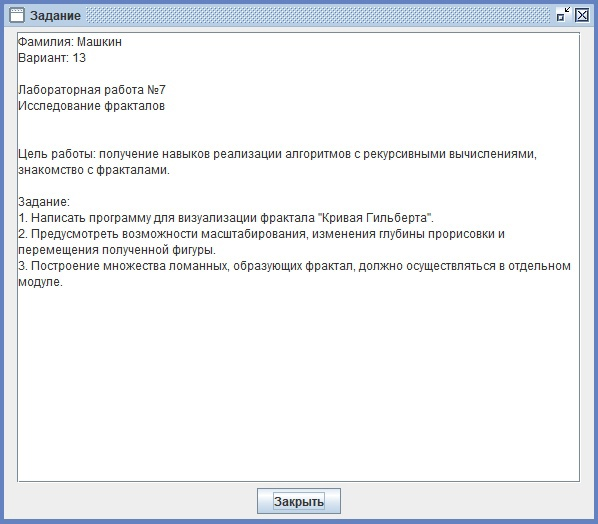 Задание
Фамилия: Машкин
Вариант: 13
Лабораторная работа №7
Исследование фракталов
Цель работы: получение навыков реализации алгоритмов с рекурсивными вычислениями,
знакомство с фракталами.
Задание:
1. Написать программу для визуализации фрактала "Кривая Гильберта".
2. Предусмотреть возможности масштабирования, изменения глубины прорисовки и
перемещения полученной фигуры.
3. Построение множества ломанных, образующих фрактал, должно осуществляться в отдельном
модуле.
Закрыть